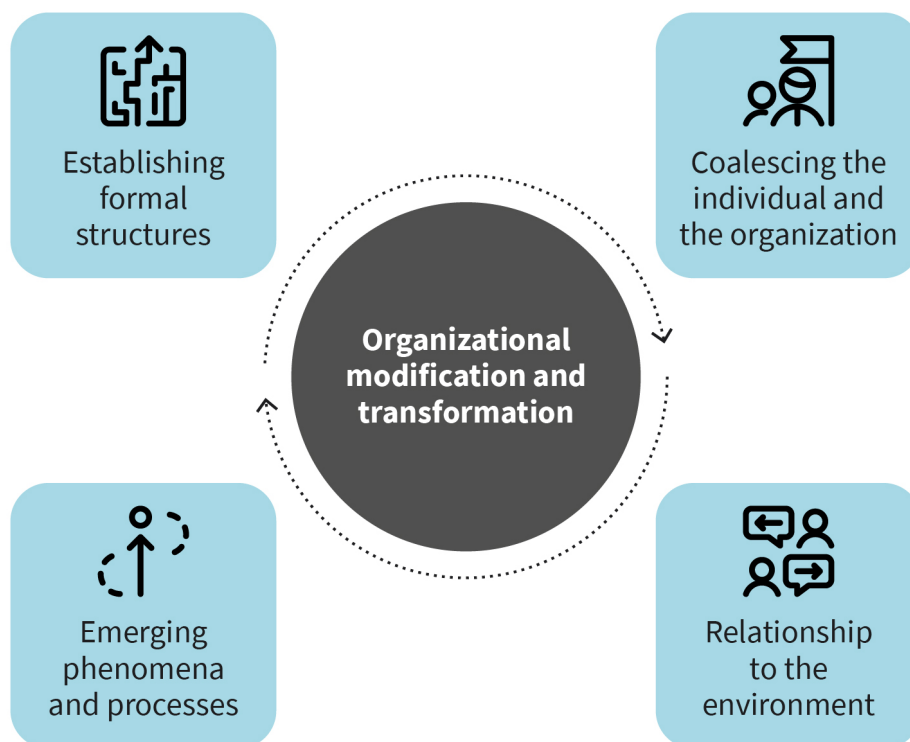 Establishing
formal
structures
Coalescing the
individual and
the organization
Organizational
modification and
transformation
Emerging
phenomena
and processes
Relationship
to the
environment